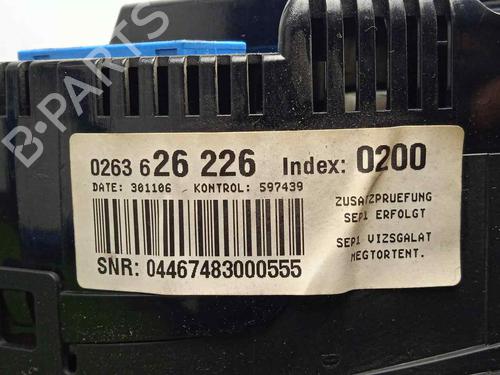 B-PARTS
0263 626 226 Index: 0200
DATE: 301106 KONTROL: 597439
ZUSATZPRUEFUNG
SEP1 ERFOLGT
SEP1 VIZSGALAT
MEGTORTENT.
SNR: 04467483000555